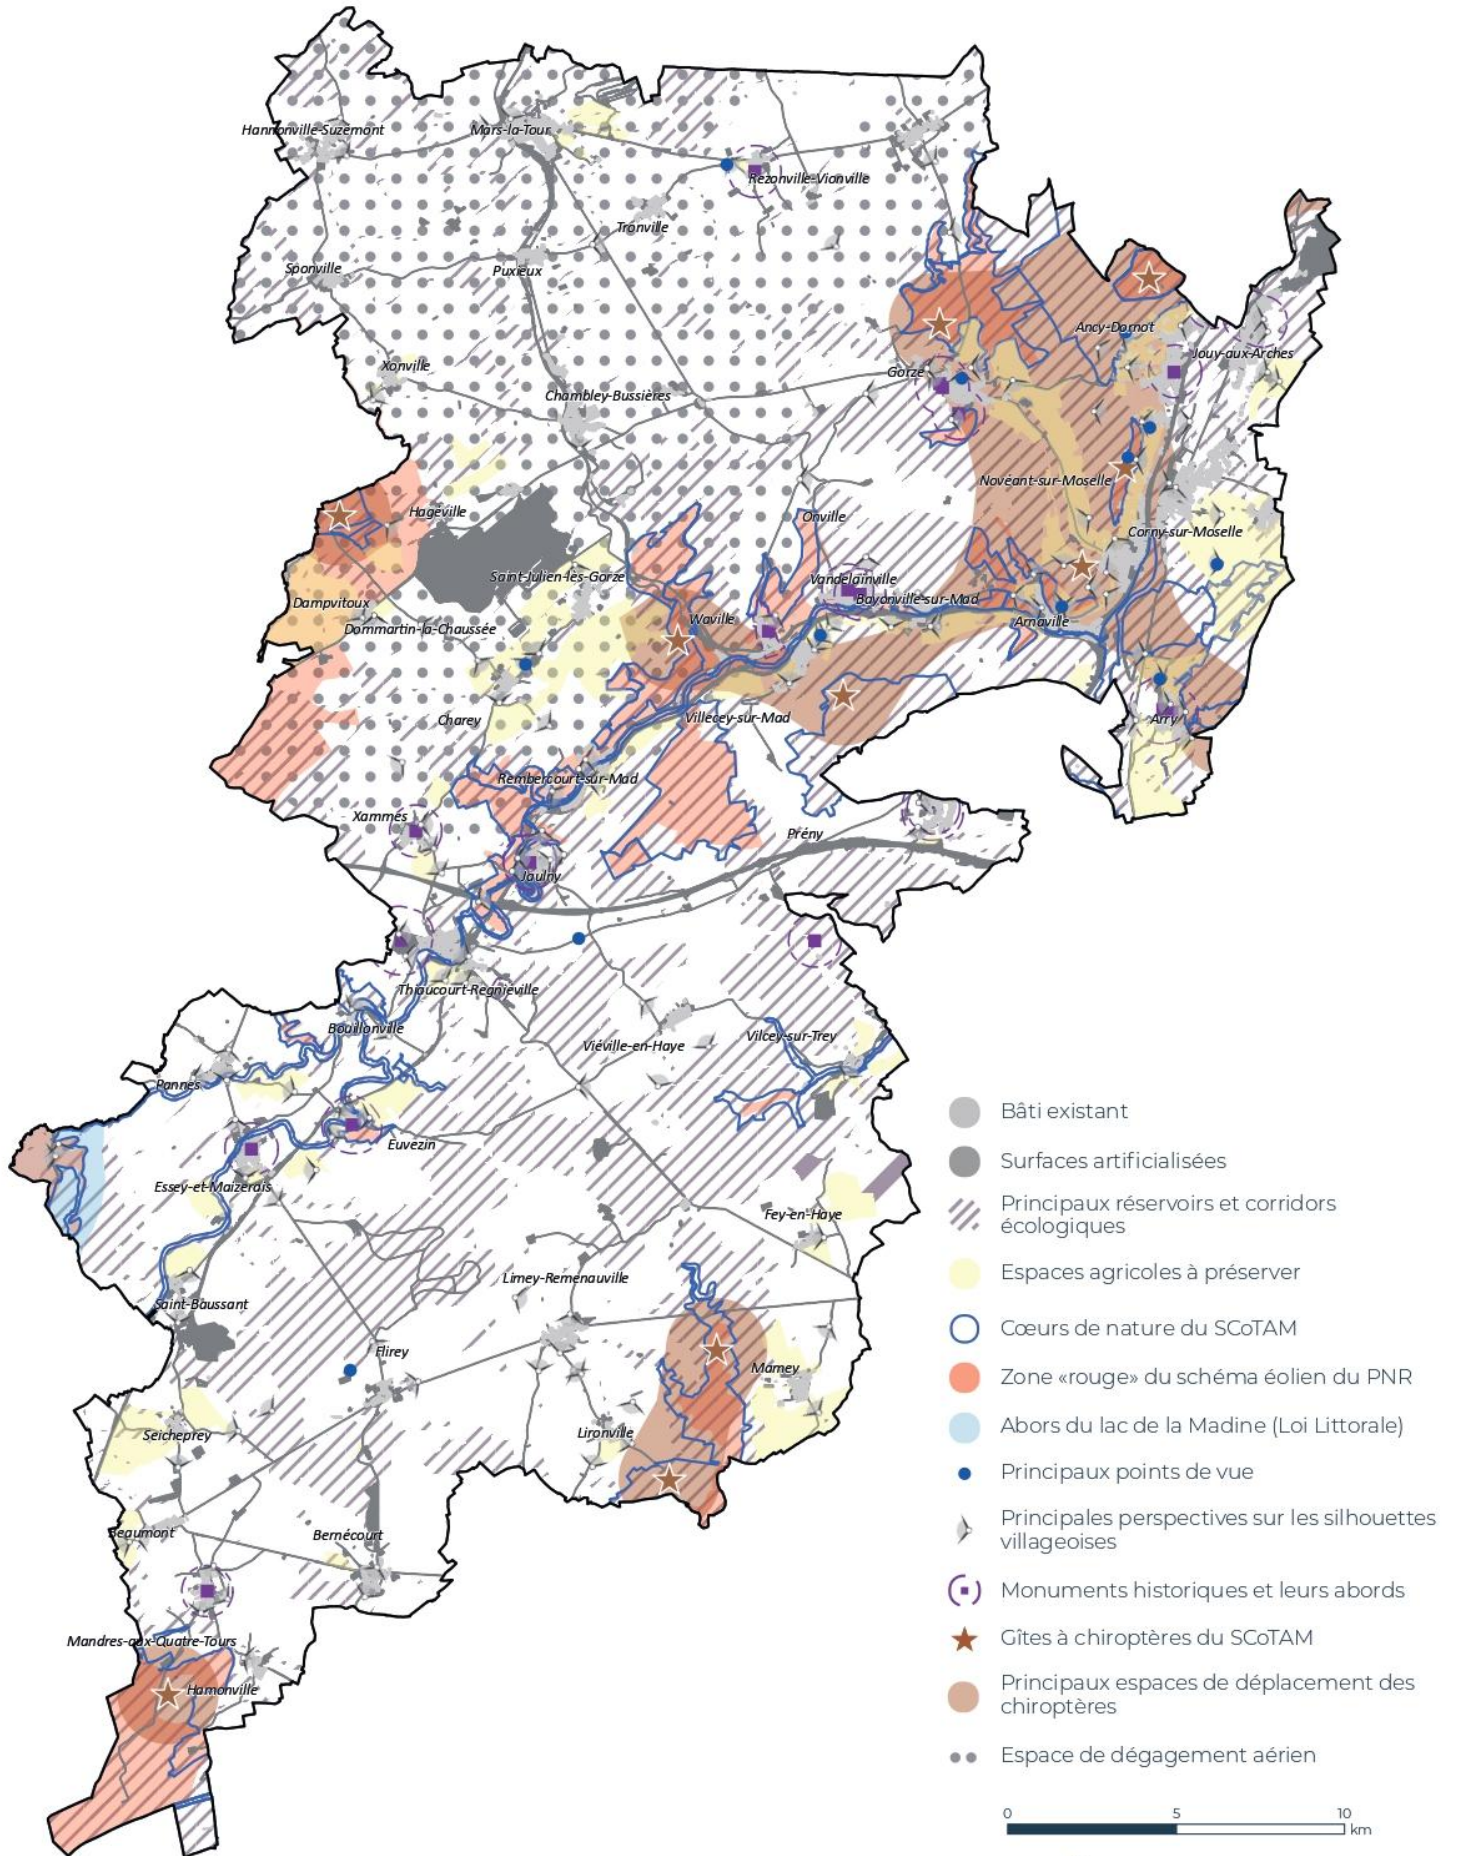 Hannonville-Suzémont
Mars-la-Tour
Rezonville-Vionville
Tronville
Sponville
Puxieux
Ancy-Dornot
Jouy-aux-Arches
Xonville
Gorze
Chambley-Bussières
Novéant-sur-Moselle
Hagéville
Onville
Corny-sur-Moselle
Saint-Julien-lès-Gorze
Vandelainville
Dampvitoux
Bayonville-sur-Mad
Waville
Arnaville
Dommartin-la-Chaussée
Charey
Villecey-sur-Mad
Arry
Rembercourt-sur-Mad
Xammes
Prény
Jaulny
Thiaucourt-Regniéville
Bouillonville
Viéville-en-Haye
Vilcey-sur-Trey
Pannes
Euvezin
Essey-et-Maizerais
Fey-en-Haye
Limey-Remenauville
Saint-Baussant
Flirey
Mamey
Seicheprey
Lironville
Beaumont
Bernécourt
Mandres-aux-Quatre-Tours
Hamonville
Bâti existant
Surfaces artificialisées
Principaux réservoirs et corridors
écologiques
Espaces agricoles à préserver
Cœurs de nature du SCoTAM
Zone «rouge» du schéma éolien du PNR
Abors du lac de la Madine (Loi Littorale)
Principaux points de vue
Principales perspectives sur les silhouettes
villageoises
Monuments historiques et leurs abords
Gîtes à chiroptères du SCoTAM
Principaux espaces de déplacement des
chiroptères
Espace de dégagement aérien
0 5 10
km